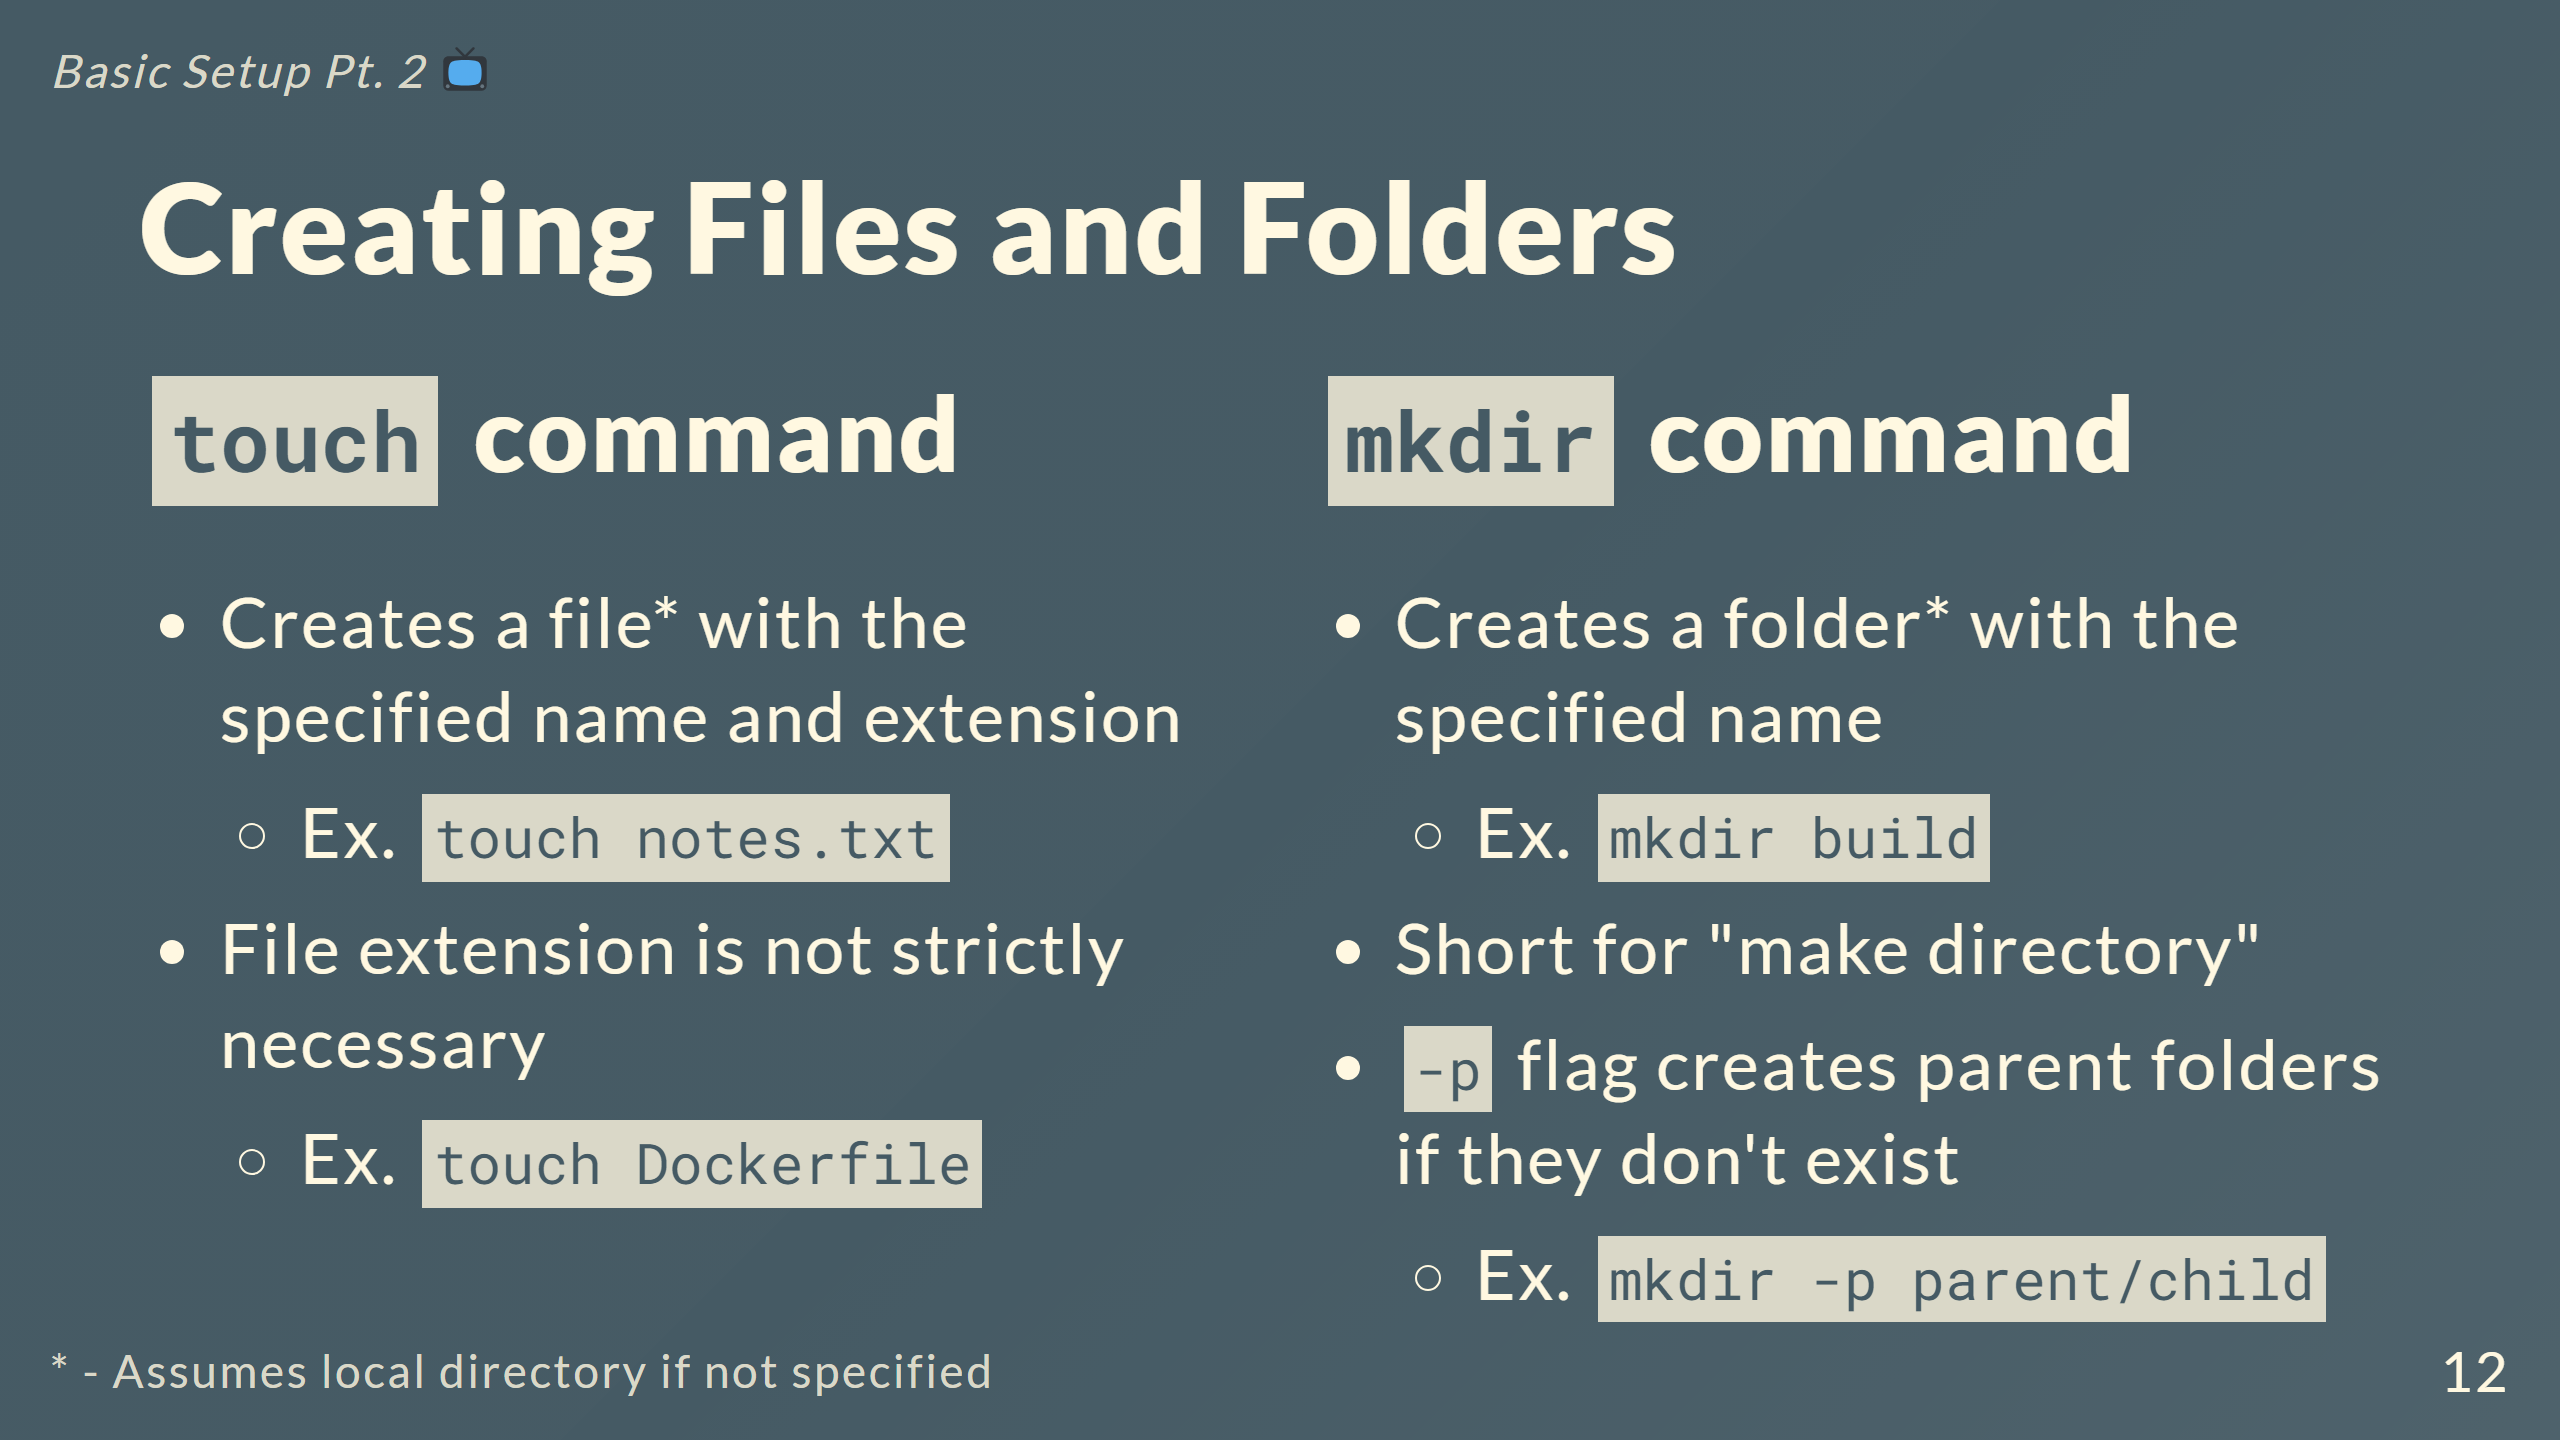 Basic Setup Pt. 2 📺
Creating Files and Folders
touch command
• Creates a file* with the
specified name and extension
○ Ex. touch notes.txt
• File extension is not strictly
necessary
○ Ex. touch Dockerfile
mkdir command
• Creates a folder* with the
specified name
○ Ex. mkdir build
• Short for "make directory"
• -p flag creates parent folders
if they don't exist
○ Ex. mkdir -p parent/child
* - Assumes local directory if not specified
12